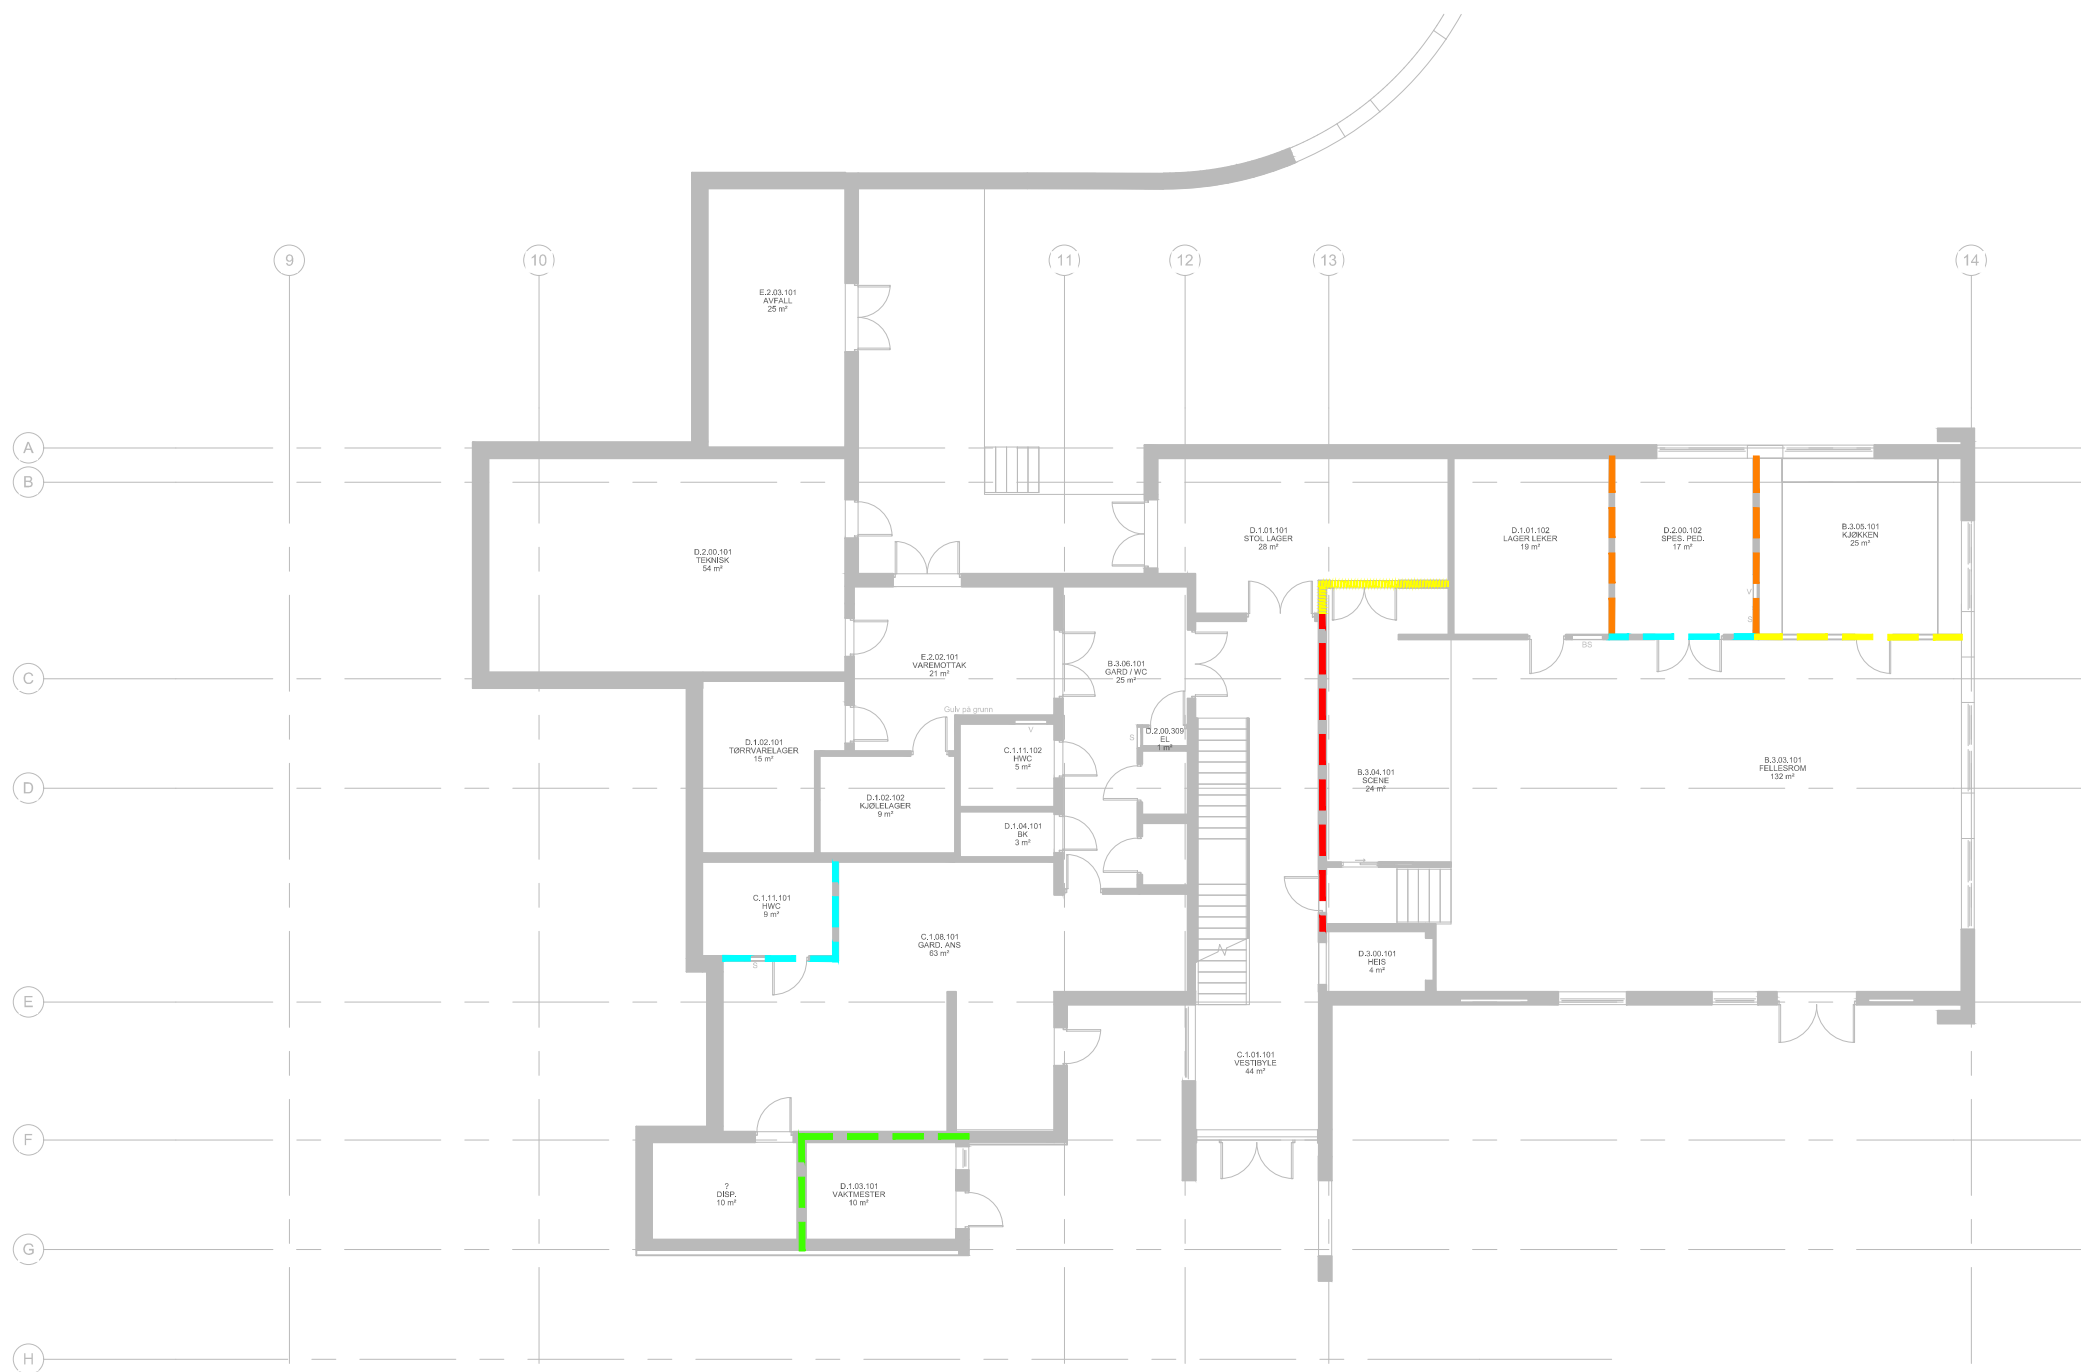 9
10
11
12
13
14
A
B
C
D
E
F
G
H
E.2.03.101
AVFALL
25 m²
D.2.00.101
TEKNISK
54 m²
D.1.01.101
STOL LAGER
28 m²
D.1.01.102
LAGER LEKER
19 m²
D.2.00.102
SPES. PED.
17 m²
B.3.05.101
KJØKKEN
25 m²
V
S
BS
E.2.02.101
VAREMOTTAK
21 m²
B.3.06.101
GARD / WC
25 m²
Gulv på grunn
V
S
D.2.00.309
EL
1 m²
D.1.02.101
TØRRVARELAGER
15 m²
C.1.11.102
HWC
5 m²
B.3.04.101
SCENE
24 m²
B.3.03.101
FELLESROM
132 m²
D.1.02.102
KJØLELAGER
9 m²
D.1.04.101
BK
3 m²
C.1.11.101
HWC
9 m²
S
C.1.08.101
GARD. ANS
63 m²
D.3.00.101
HEIS
4 m²
C.1.01.101
VESTIBYLE
44 m²
?
DISP.
10 m²
D.1.03.101
VAKTMESTER
10 m²